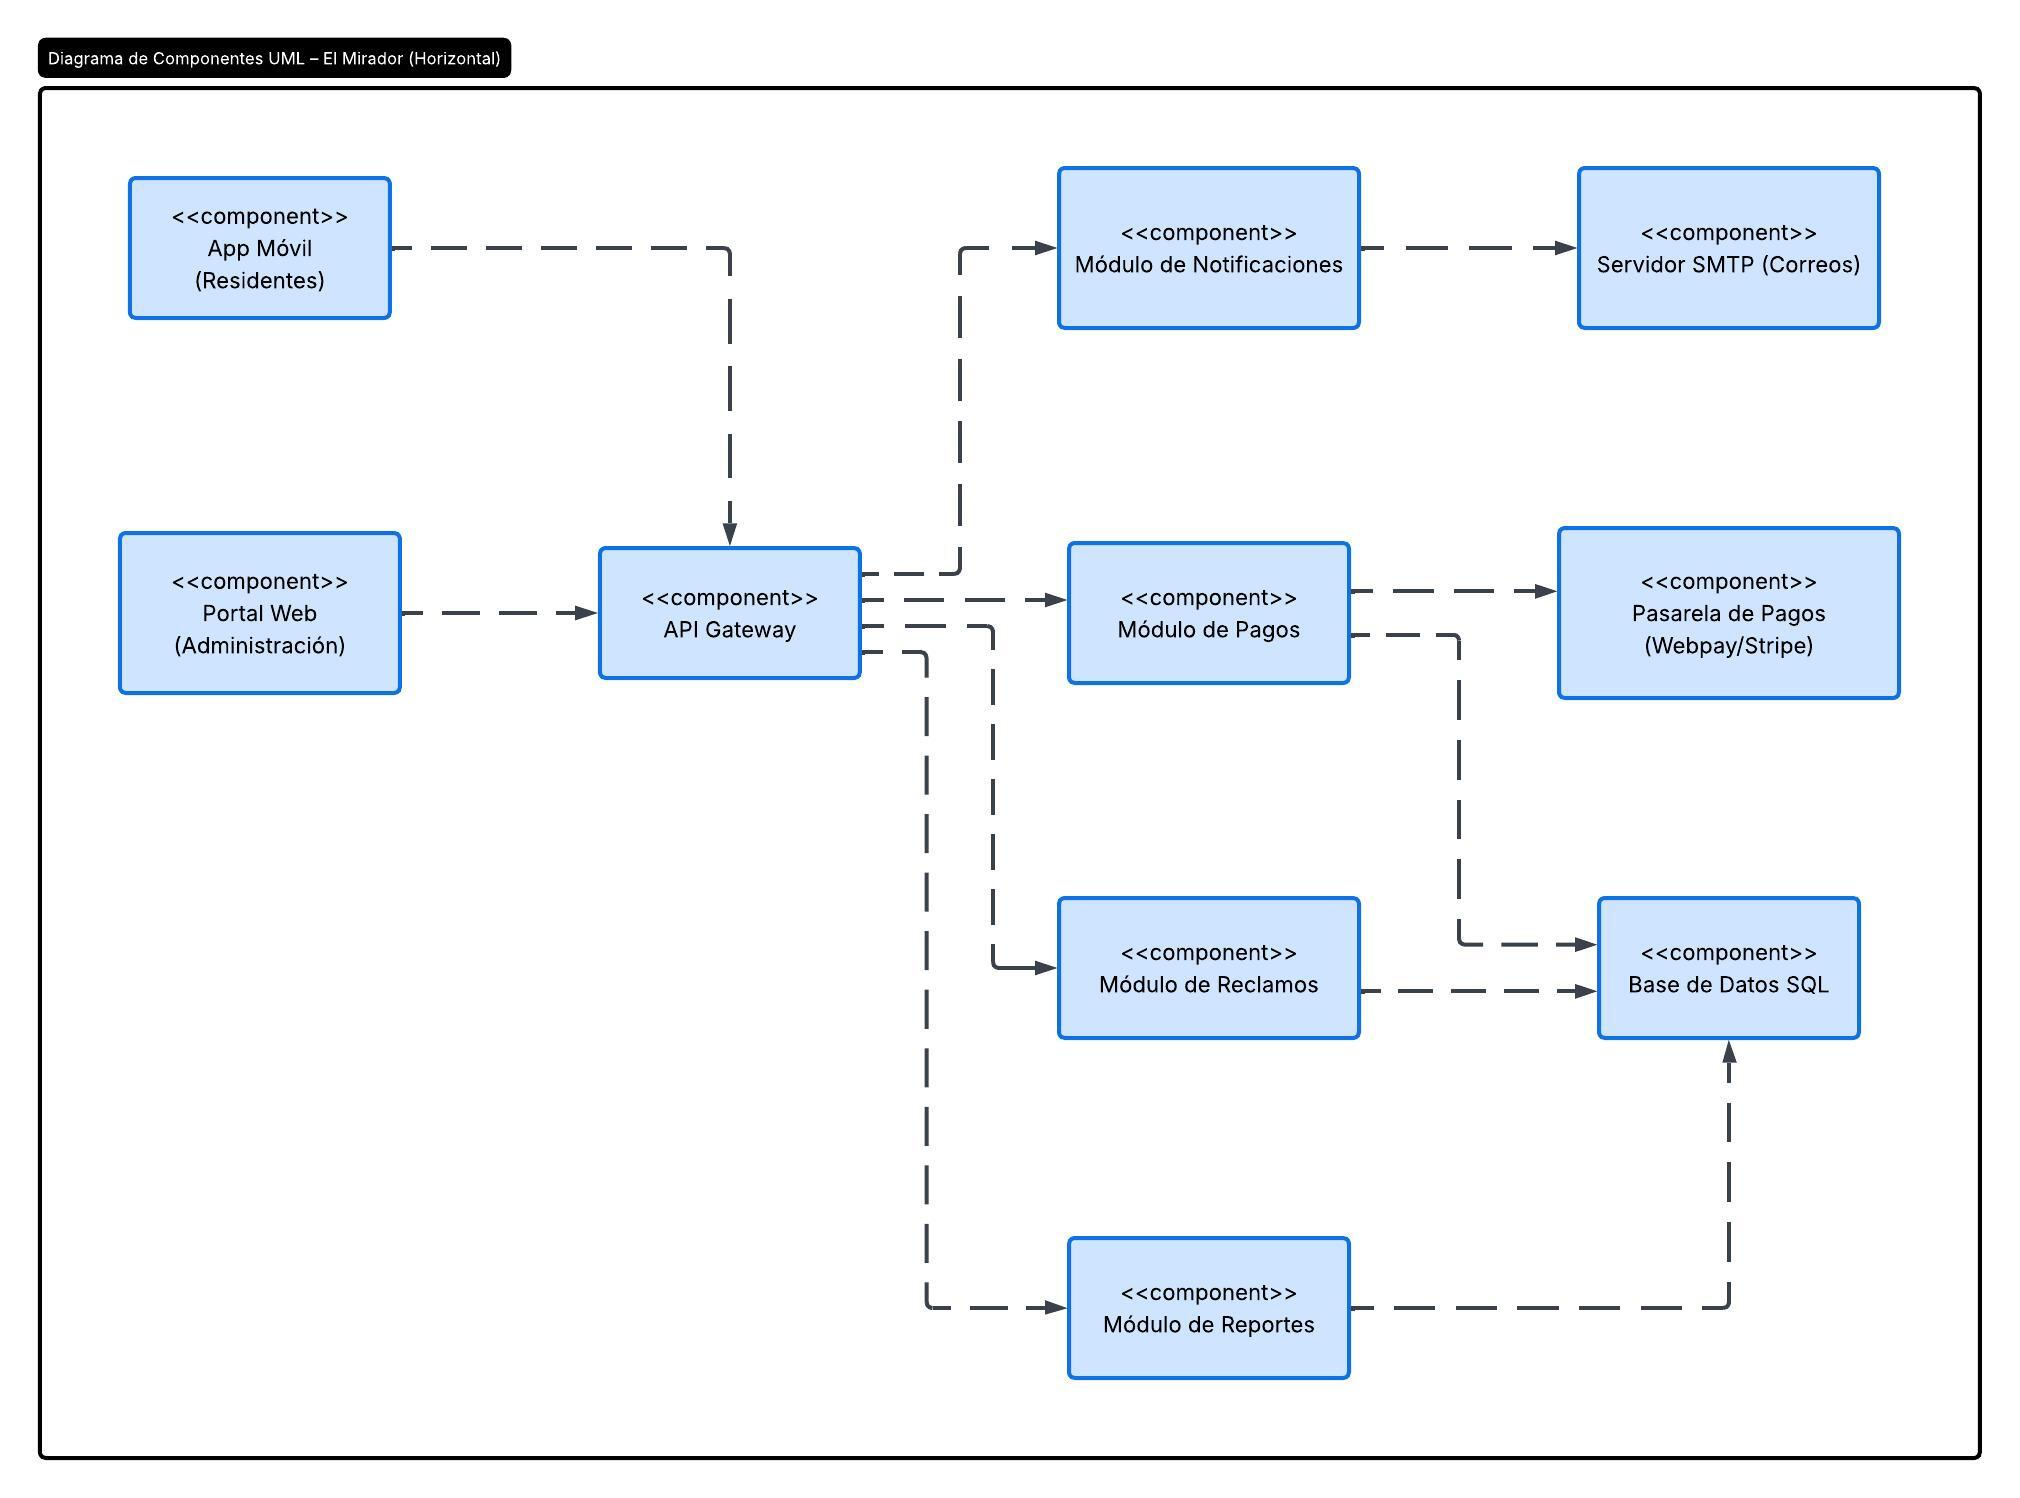 Diagrama de Componentes UML – El Mirador (Horizontal)
<<component>>
App Móvil
(Residentes)
<<component>>
Módulo de Notificaciones
<<component>>
Servidor SMTP (Correos)
<<component>>
Portal Web
(Administración)
<<component>>
API Gateway
<<component>>
Módulo de Pagos
<<component>>
Pasarela de Pagos
(Webpay/Stripe)
<<component>>
Módulo de Reclamos
<<component>>
Base de Datos SQL
<<component>>
Módulo de Reportes